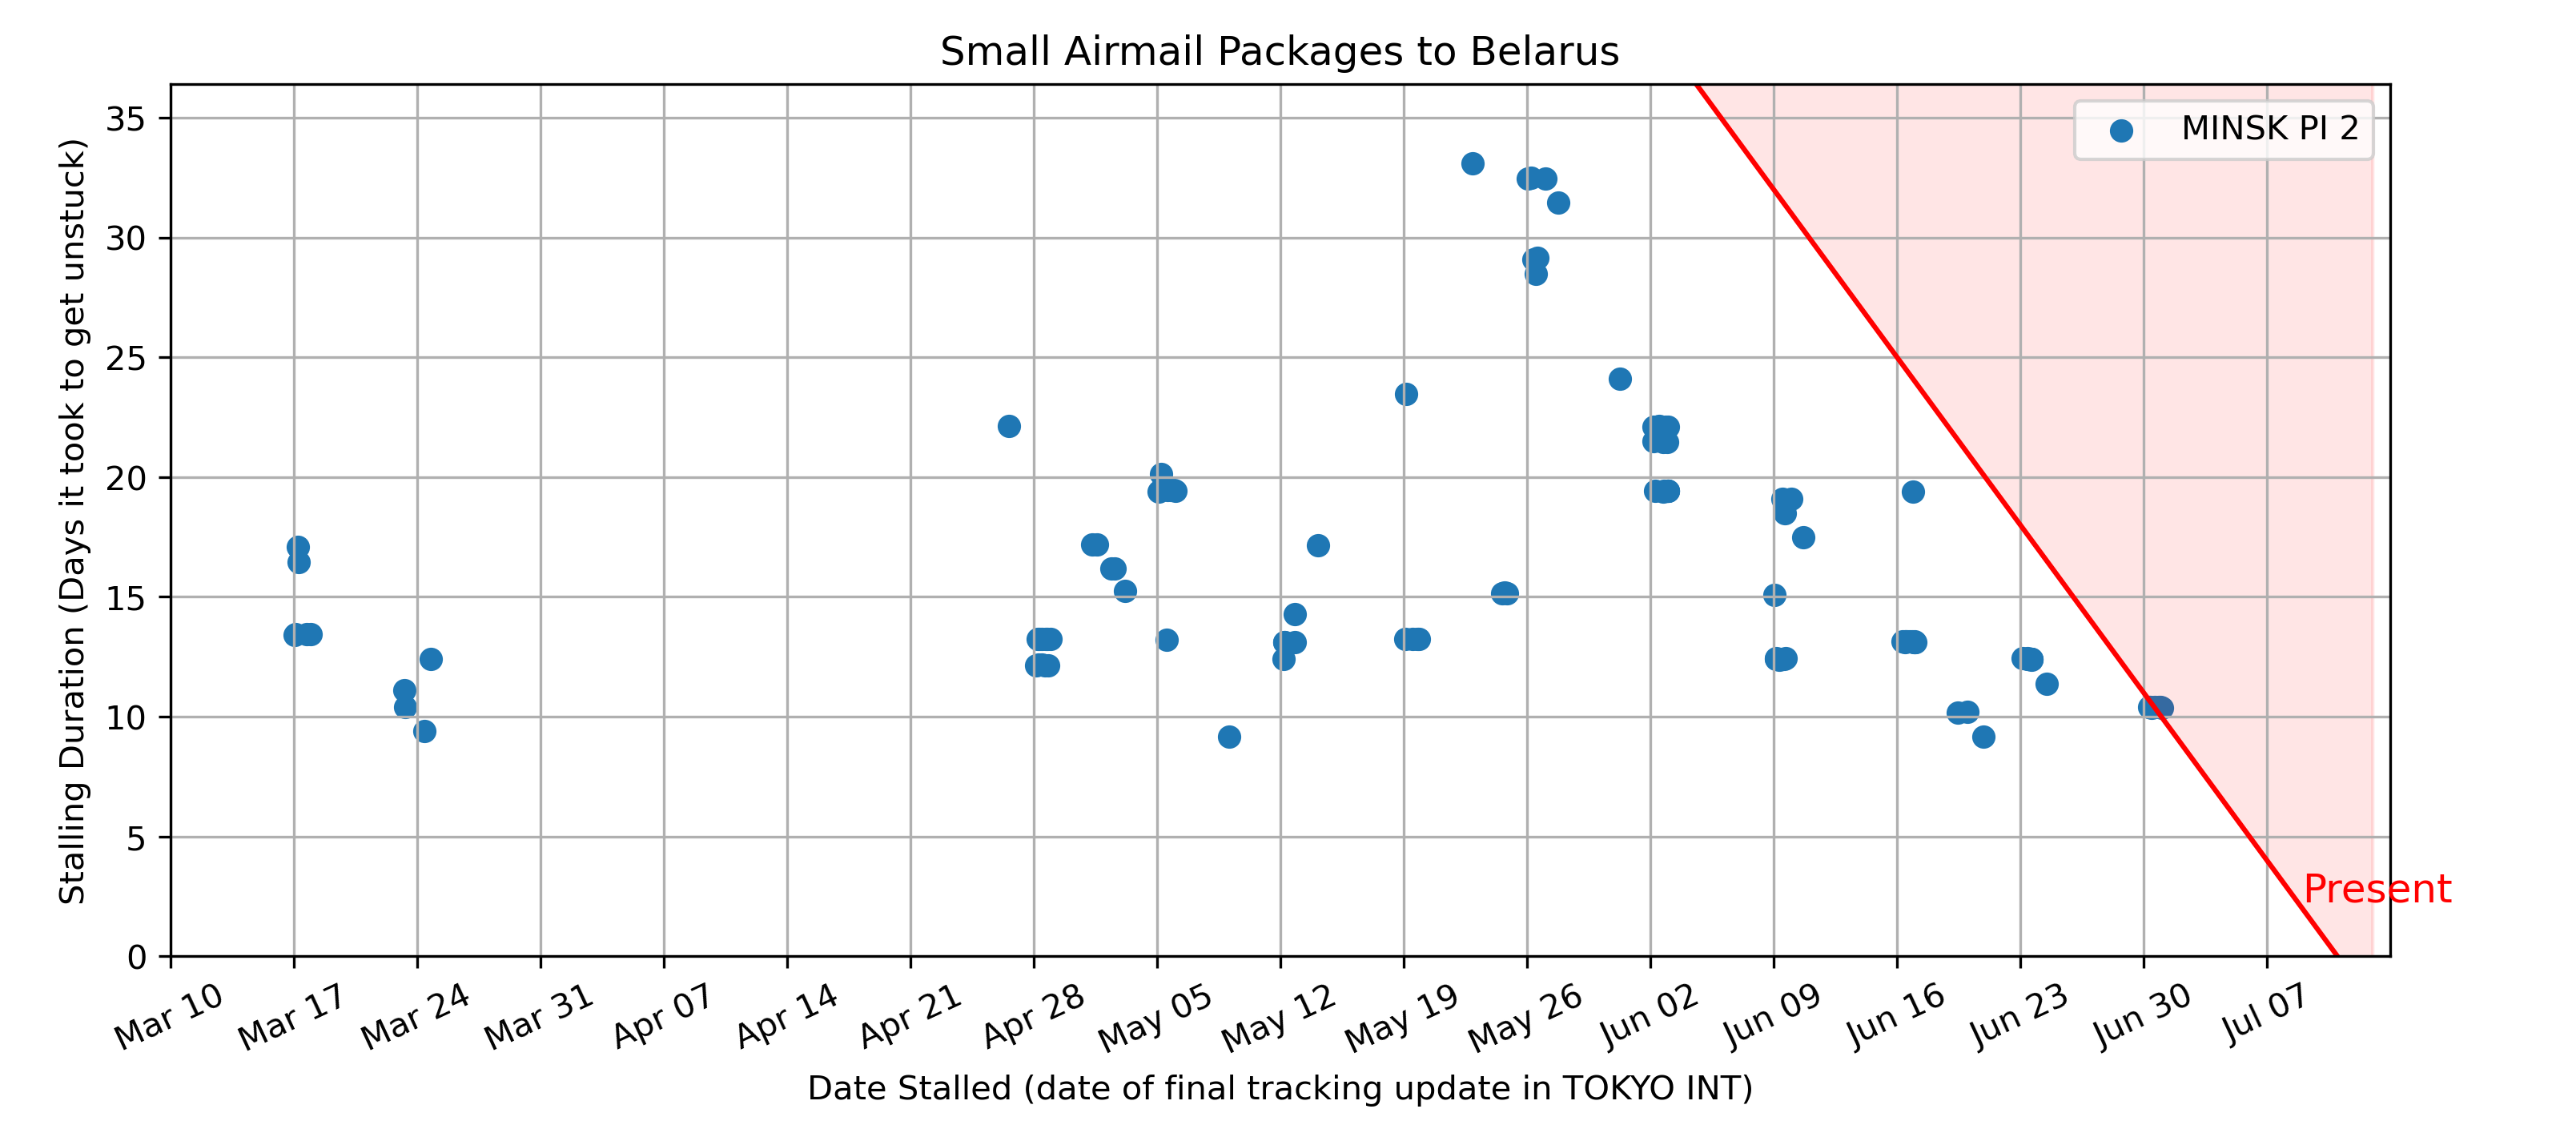 Small Airmail Packages to Belarus
Stalling Duration (Days it took to get unstuck)
35
30
25
20
15
10
5
0
MINSK PI 2
Present
Mar 10
Mar 17
Mar 24
Mar 31
Apr 07
Apr 14
Apr 21
Apr 28
May 05
May 12
May 19
May 26
Jun 02
Jun 09
Jun 16
Jun 23
Jun 30
Jul 07
Date Stalled (date of final tracking update in TOKYO INT)